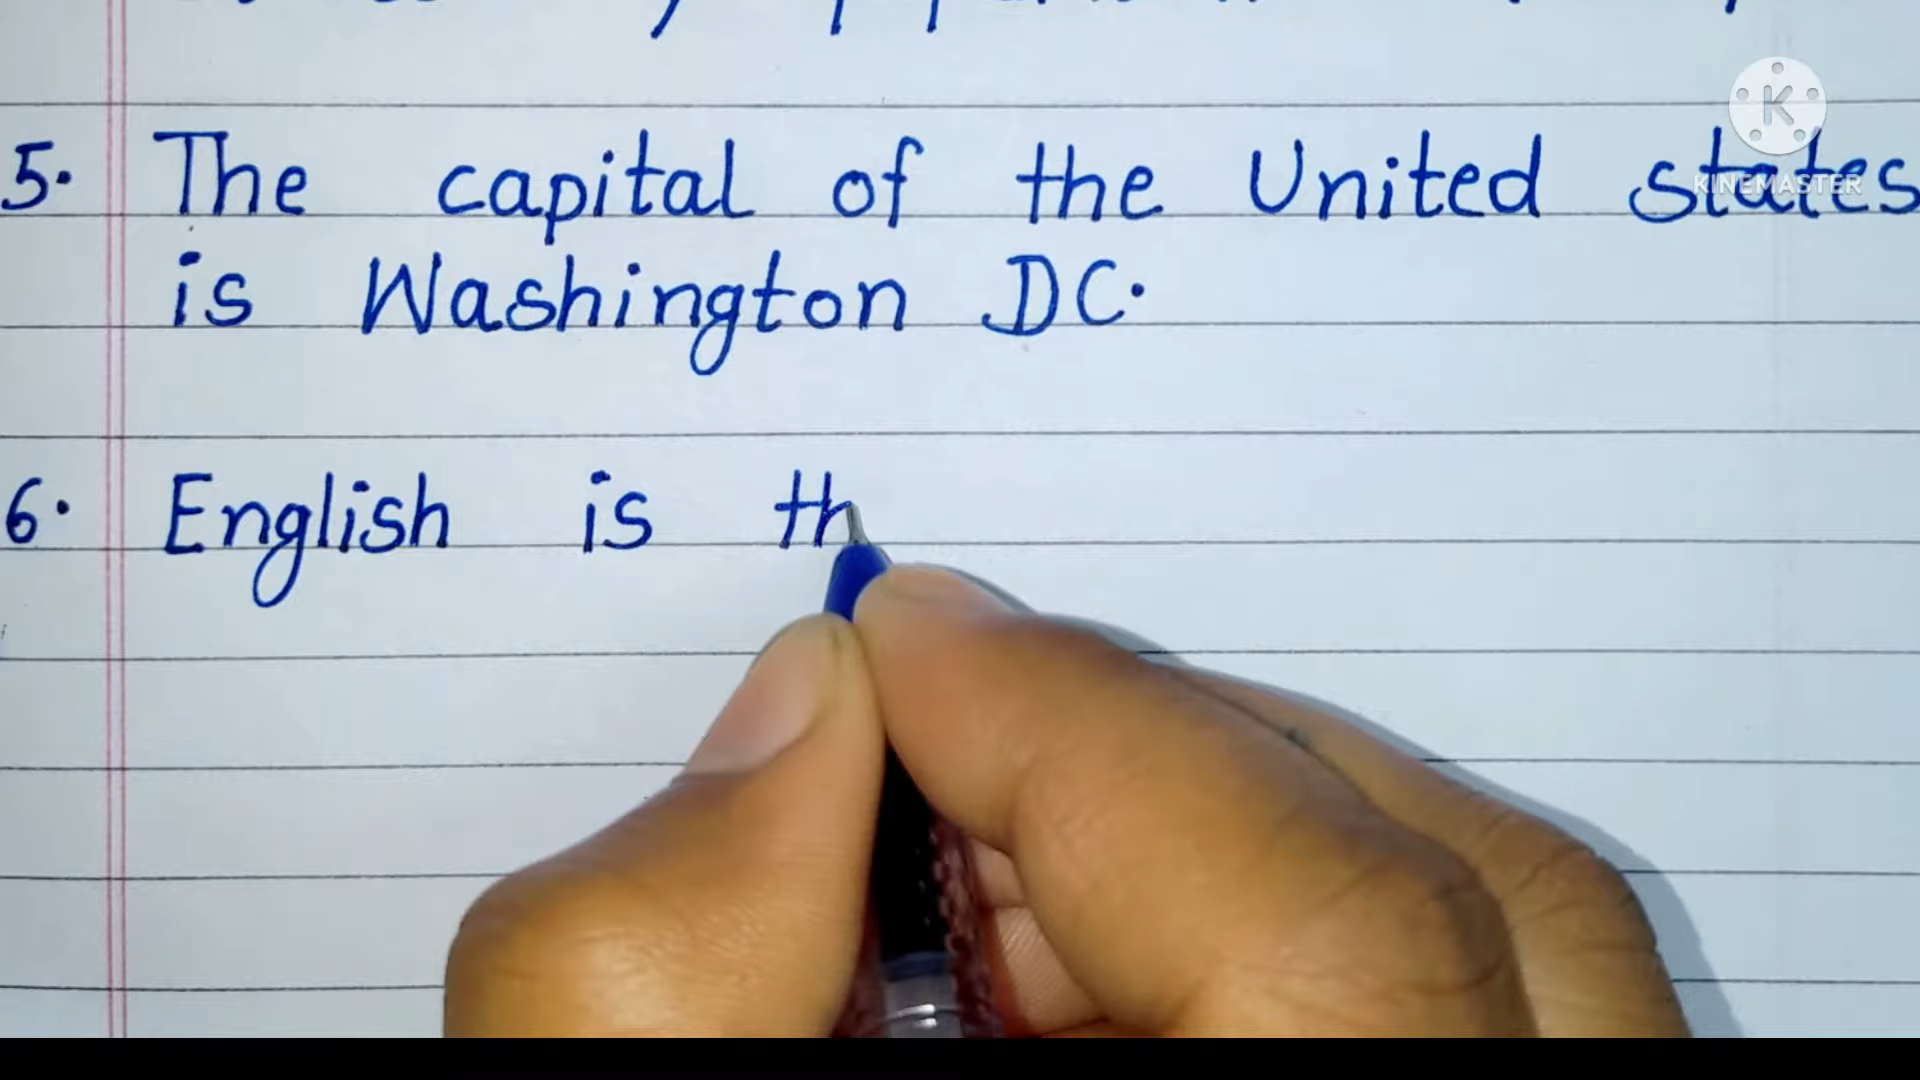 5. The capital of the United states
is Washington DC.
6. English is th
KINEMASTER